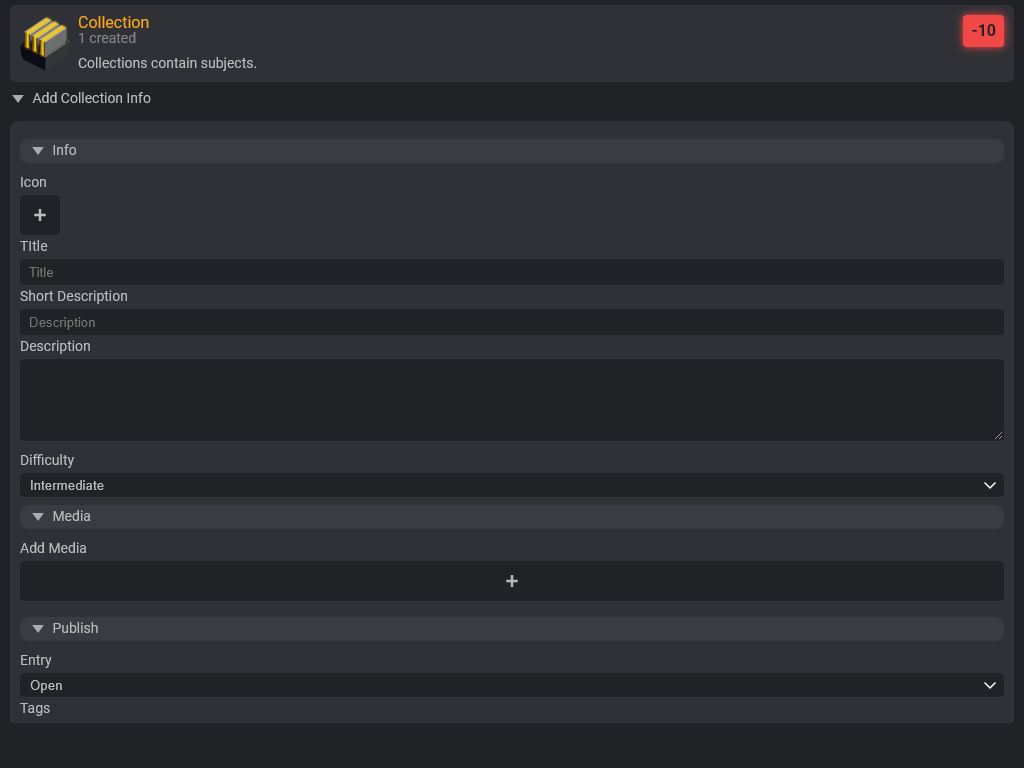 Collection
1 created
-10
Collections contain subjects.
Add Collection Info
Info
Icon
+
TItle
Title
Short Description
Description
Description
Difficulty
Intermediate
Media
Add Media
+
Publish
Entry
Open
Tags